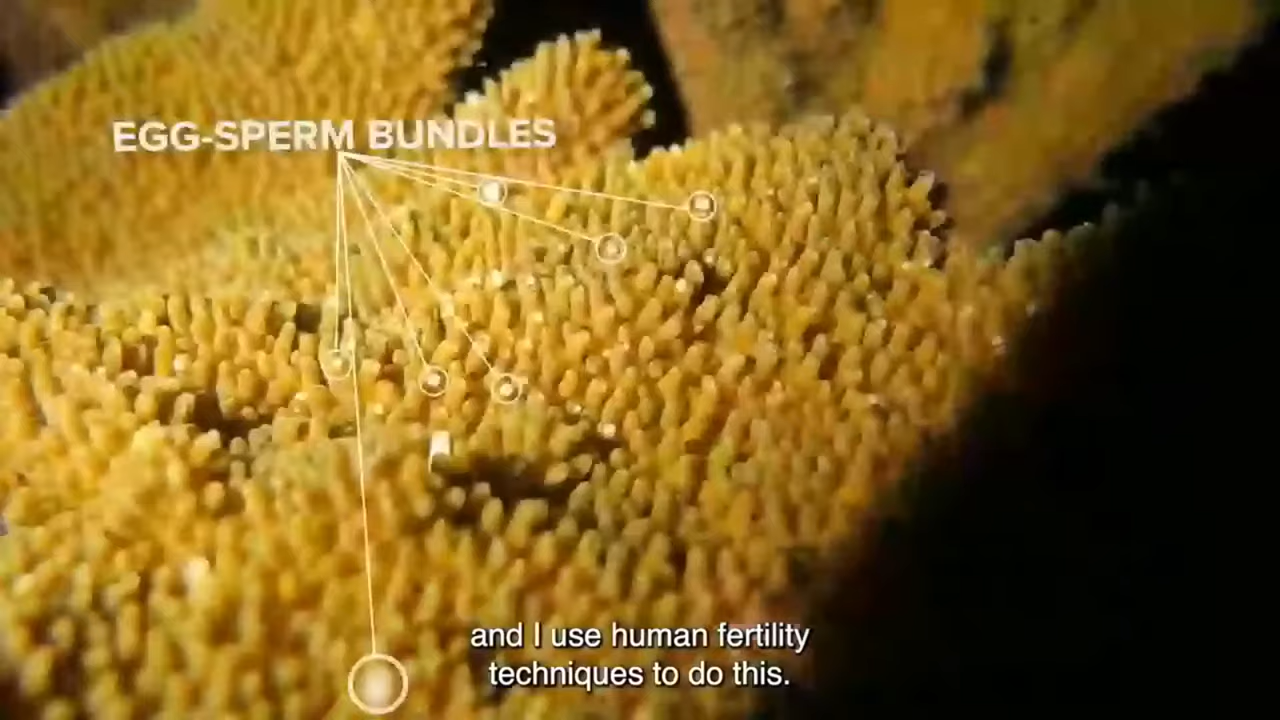 EGG-SPERM BUNDLES
and I use human fertility
techniques to do this.